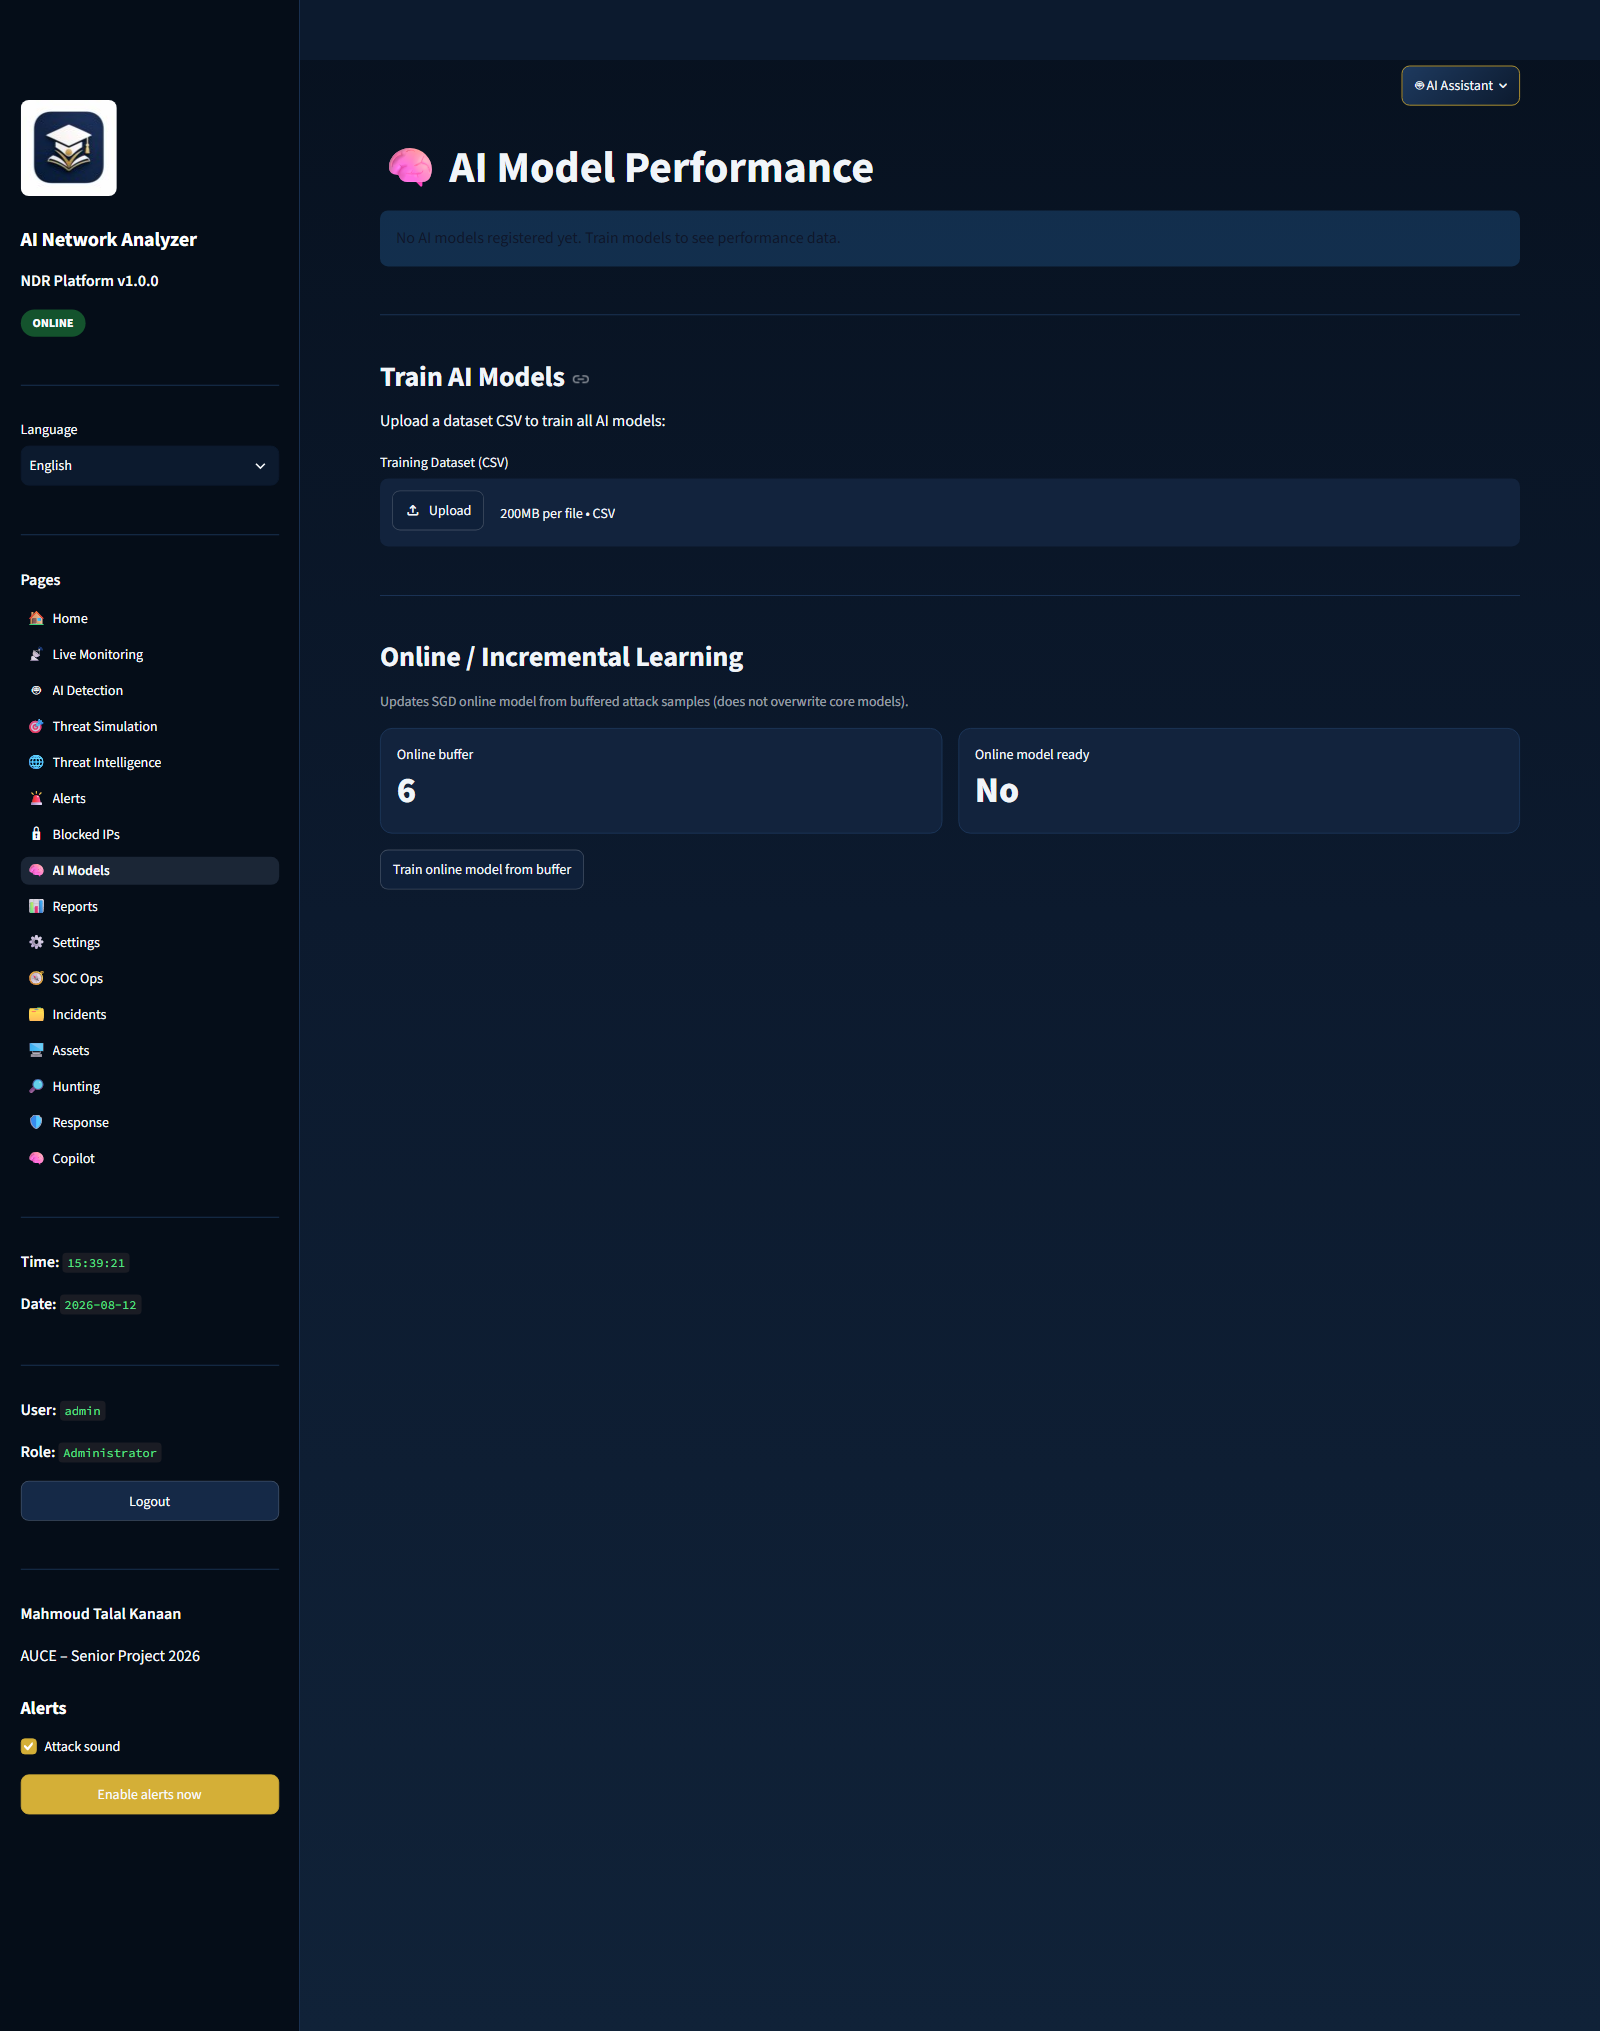 AI Network Analyzer
NDR Platform v1.0.0
ONLINE
Language
English
Pages
Home
Live Monitoring
AI Detection
Threat Simulation
Threat Intelligence
Alerts
Blocked IPs
AI Models
Reports
Settings
SOC Ops
Incidents
Assets
Hunting
Response
Copilot
Time: 15:39:21
Date: 2026-08-12
User: admin
Role: Administrator
Logout
Mahmoud Talal Kanaan
AUCE – Senior Project 2026
Alerts
Attack sound
Enable alerts now
AI Assistant
AI Model Performance
No AI models registered yet. Train models to see performance data.
Train AI Models
Upload a dataset CSV to train all AI models:
Training Dataset (CSV)
Upload 200MB per file • CSV
Online / Incremental Learning
Updates SGD online model from buffered attack samples (does not overwrite core models).
Online buffer
6
Online model ready
No
Train online model from buffer